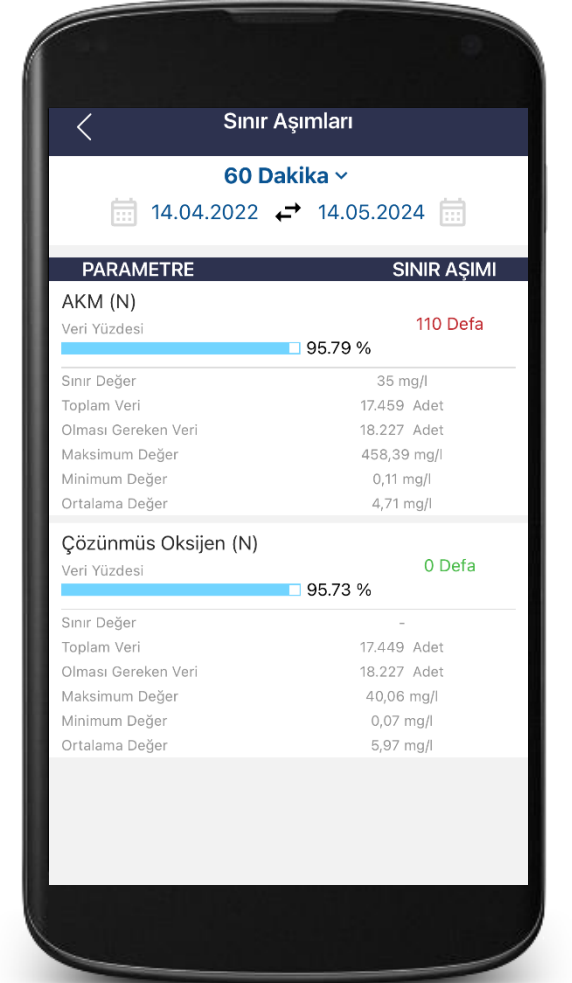 Sınır Aşımları
60 Dakika
14.04.2022 14.05.2024
PARAMETRE SINIR AŞIMI
AKM (N)
110 Defa
Veri Yüzdesi
95.79 %
Sınır Değer 35 mg/l
Toplam Veri 17.459 Adet
Olması Gereken Veri 18.227 Adet
Maksimum Değer 458,39 mg/l
Minimum Değer 0,11 mg/l
Ortalama Değer 4,71 mg/l
Çözünmüs Oksijen (N)
0 Defa
Veri Yüzdesi
95.73 %
Sınır Değer -
Toplam Veri 17.449 Adet
Olması Gereken Veri 18.227 Adet
Maksimum Değer 40,06 mg/l
Minimum Değer 0,07 mg/l
Ortalama Değer 5,97 mg/l